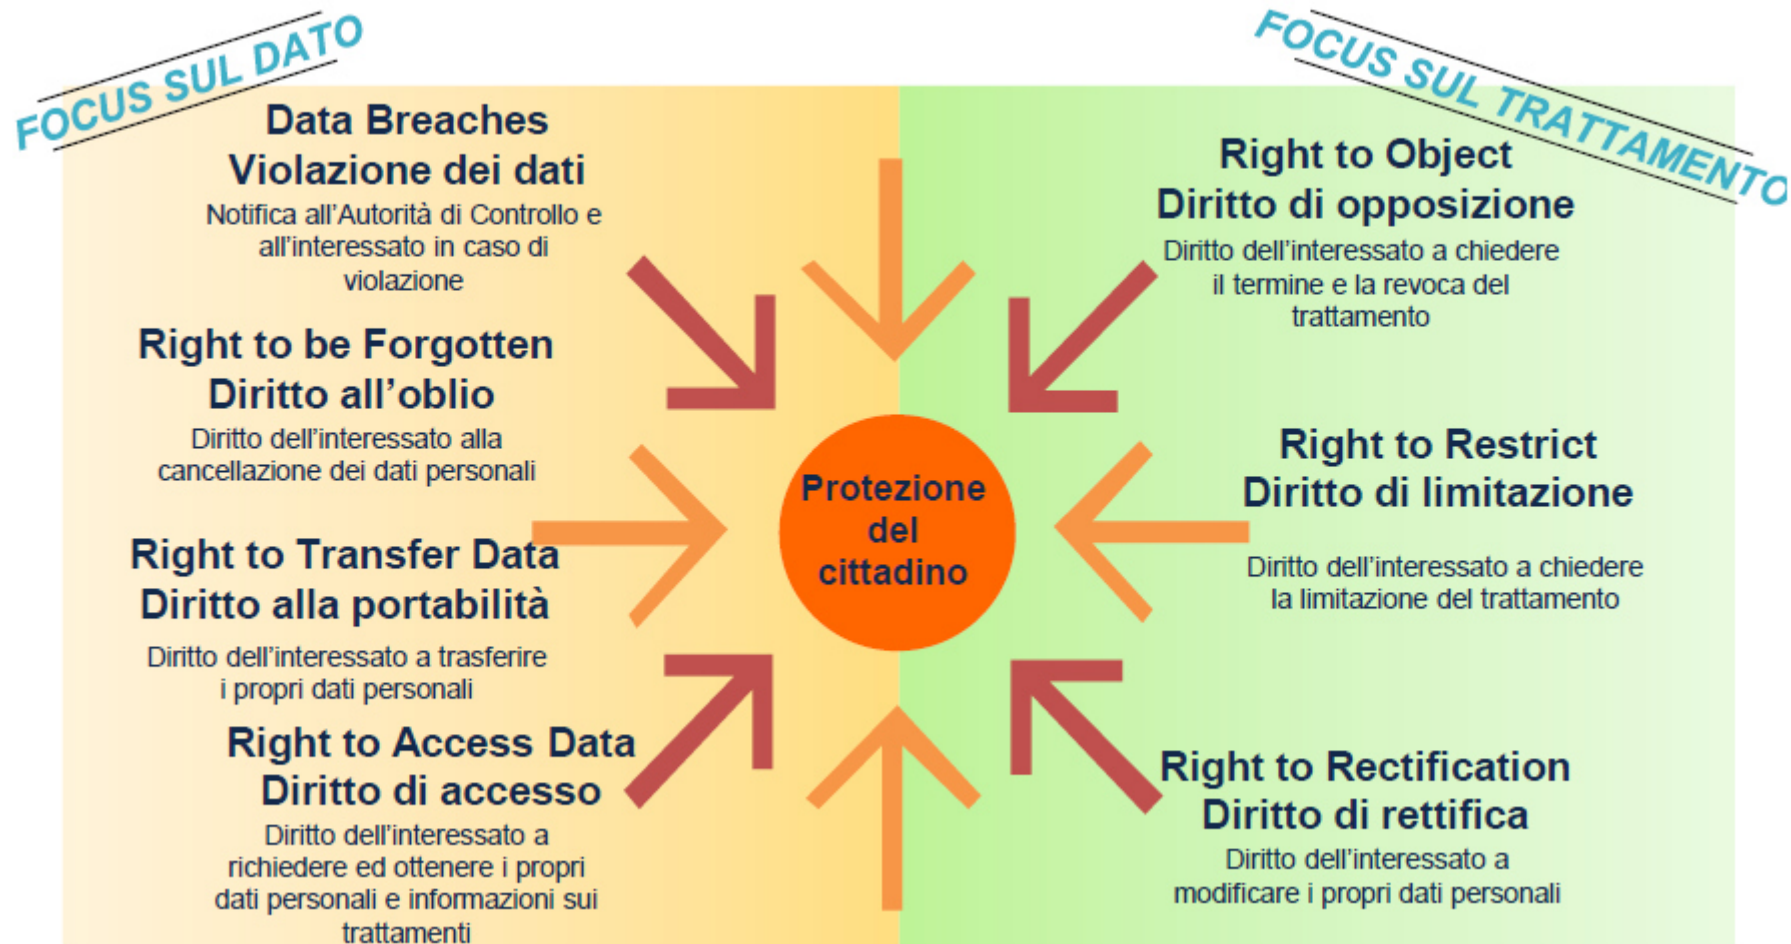 FOCUS SUL DATO
Data Breaches
Violazione dei dati
Notifica all'Autorità di Controllo e
all'interessato in caso di
violazione
Right to be Forgotten
Diritto all'oblio
Diritto dell'interessato alla
cancellazione dei dati personali
Right to Transfer Data
Diritto alla portabilità
Diritto dell'interessato a trasferire
i propri dati personali
Right to Access Data
Diritto di accesso
Diritto dell'interessato a
richiedere ed ottenere i propri
dati personali e informazioni sui
trattamenti
Protezione
del
cittadino
FOCUS SUL TRATTAMENTO
Right to Object
Diritto di opposizione
Diritto dell'interessato a chiedere
il termine e la revoca del
trattamento
Right to Restrict
Diritto di limitazione
Diritto dell'interessato a chiedere
la limitazione del trattamento
Right to Rectification
Diritto di rettifica
Diritto dell'interessato a
modificare i propri dati personali